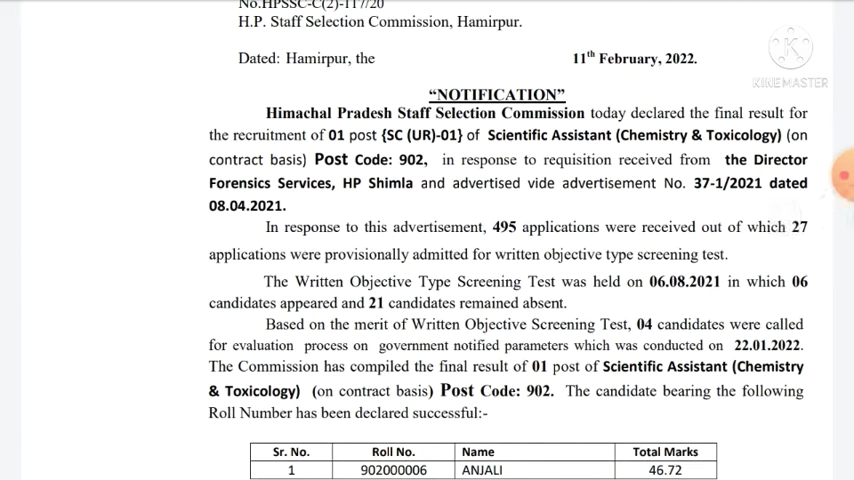 No.HPSSC-C(2)-117/20
H.P. Staff Selection Commission, Hamirpur.
Dated: Hamirpur, the 11th February, 2022.
KINEMASTER
"NOTIFICATION"
Himachal Pradesh Staff Selection Commission today declared the final result for
the recruitment of 01 post {SC (UR)-01} of Scientific Assistant (Chemistry & Toxicology) (on
contract basis) Post Code: 902, in response to requisition received from the Director
Forensics Services, HP Shimla and advertised vide advertisement No. 37-1/2021 dated
08.04.2021.
In response to this advertisement, 495 applications were received out of which 27
applications were provisionally admitted for written objective type screening test.
The Written Objective Type Screening Test was held on 06.08.2021 in which 06
candidates appeared and 21 candidates remained absent.
Based on the merit of Written Objective Screening Test, 04 candidates were called
for evaluation process on government notified parameters which was conducted on 22.01.2022.
The Commission has compiled the final result of 01 post of Scientific Assistant (Chemistry
& Toxicology) (on contract basis) Post Code: 902. The candidate bearing the following
Roll Number has been declared successful:-
Sr. No. Roll No. Name Total Marks
1 902000006 ANJALI 46.72